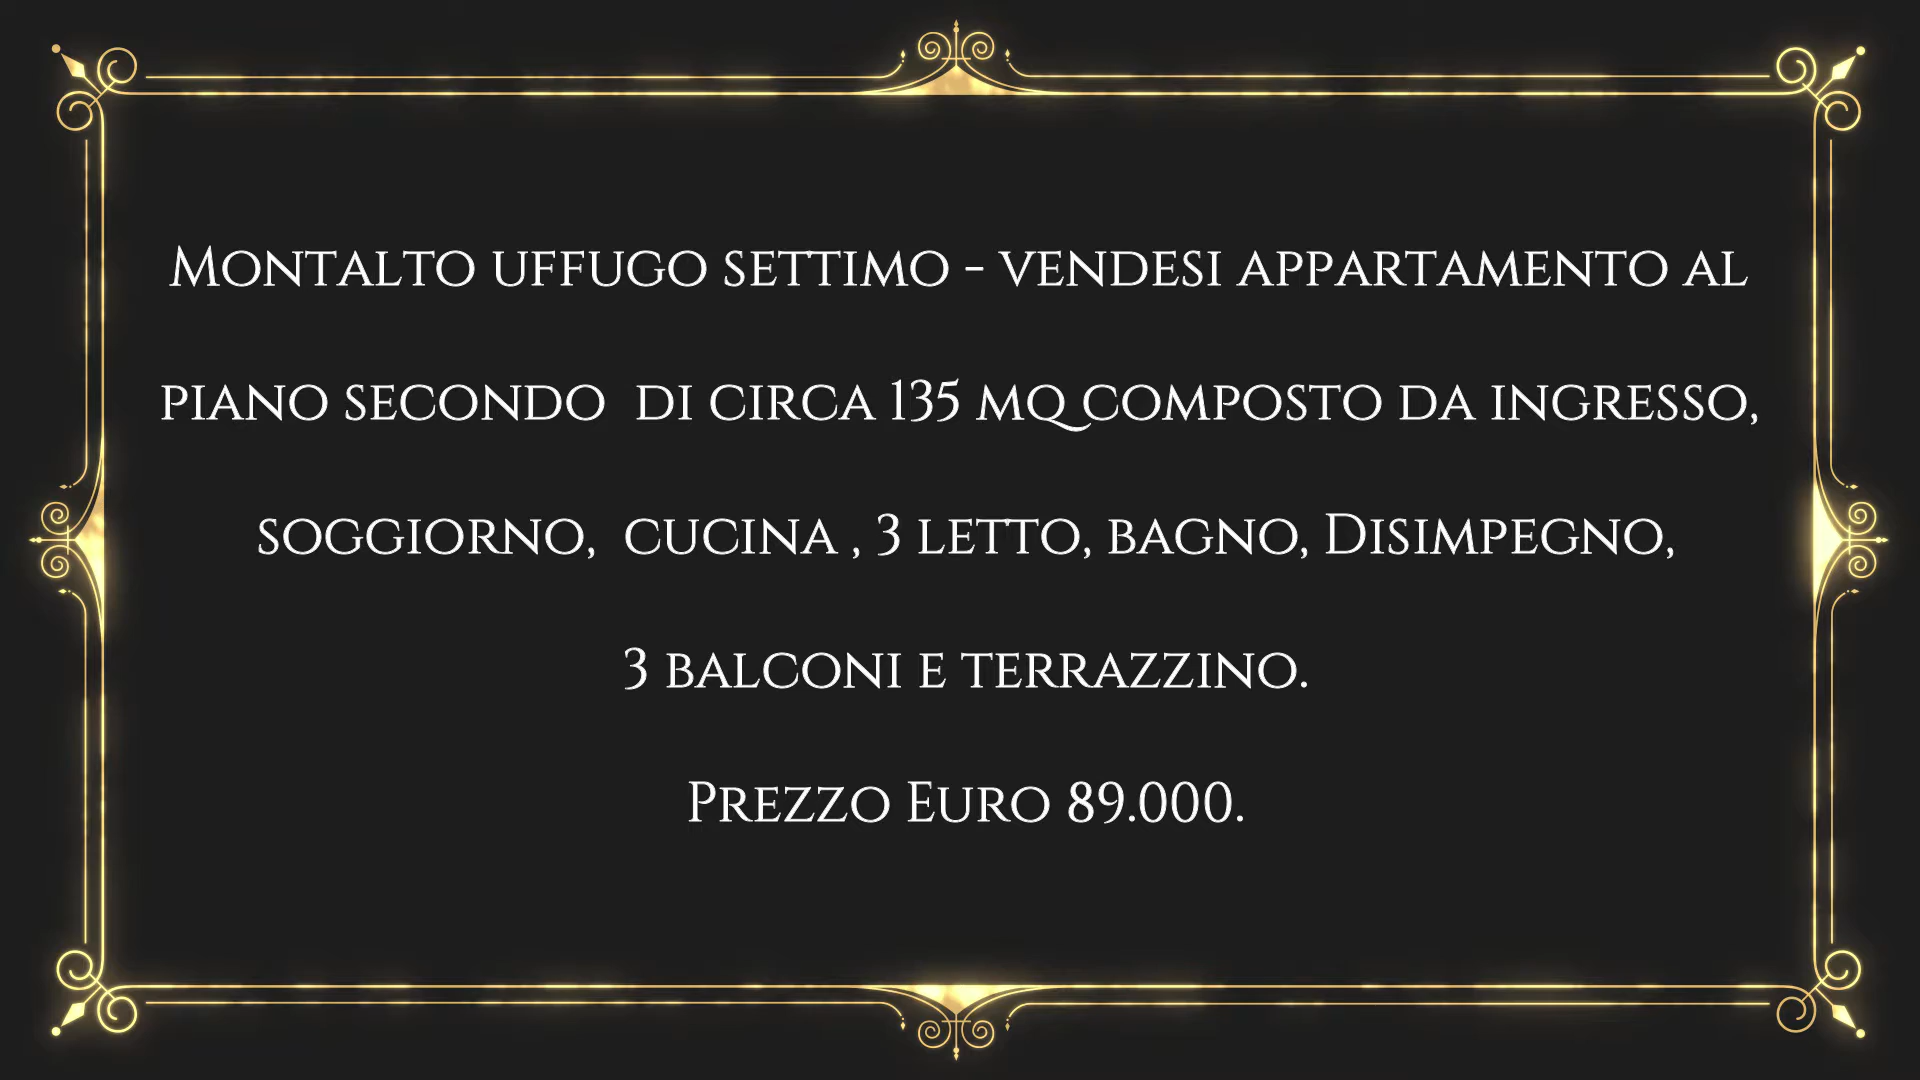 Montalto uffugo settimo - vendesi appartamento al
piano secondo  di circa 135 mq composto da ingresso,
soggiorno,  cucina , 3 letto, bagno, Disimpegno,
3 balconi e terrazzino.
Prezzo Euro 89.000.